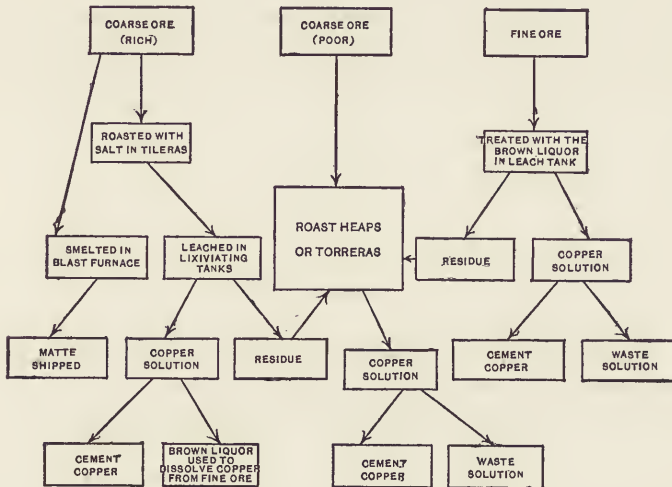 COARSE ORE
(RICH)
COARSE ORE
(POOR)
FINE ORE
ROASTED WITH
SALT IN TILERAS
TREATED WITH THE
BROWN LIQUOR
IN LEACH TANK
ROAST HEAPS
OR TORRERAS
SMELTED IN
BLAST FURNACE
LEACHED IN
LIXIVIATING
TANKS
RESIDUE
COPPER
SOLUTION
MATTE
SHIPPED
COPPER
SOLUTION
RESIDUE
COPPER
SOLUTION
CEMENT
COPPER
WASTE
SOLUTION
CEMENT
COPPER
BROWN LIQUOR
USED TO
DISSOLVE COPPER
FROM FINE ORE
CEMENT
COPPER
WASTE
SOLUTION